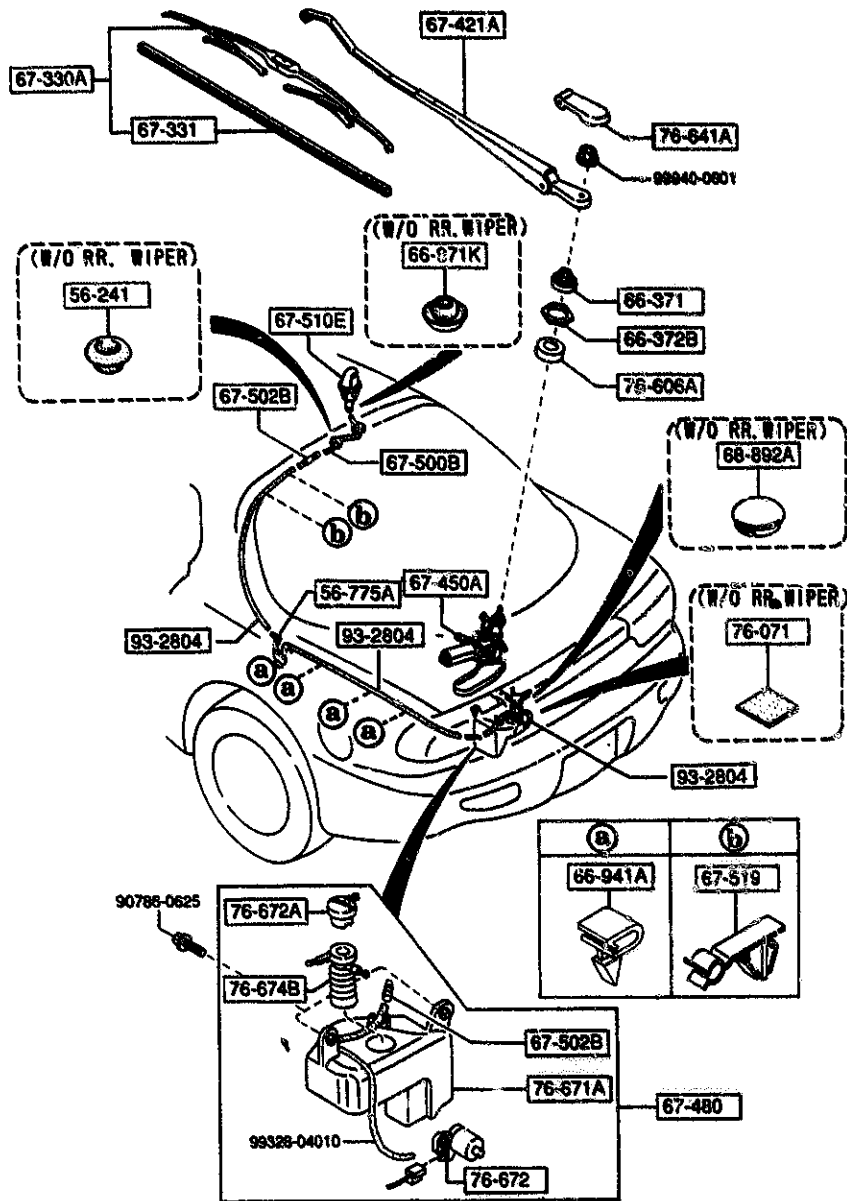 67-421A
67-330A
67-331
76-641A
99940-0601
(W/O RR. WIPER)
66-871K
(W/O RR. WIPER)
56-241
67-510E
66-371
66-372B
76-606A
67-502B
67-500B
(W/O RR. WIPER)
68-892A
b
b
56-775A
67-450A
93-2804
93-2804
(W/O RR. WIPER)
76-071
a
a
a
a
93-2804
a
b
66-941A
67-519
90786-0625
76-672A
76-674B
67-502B
76-671A
67-480
99326-04010
76-672